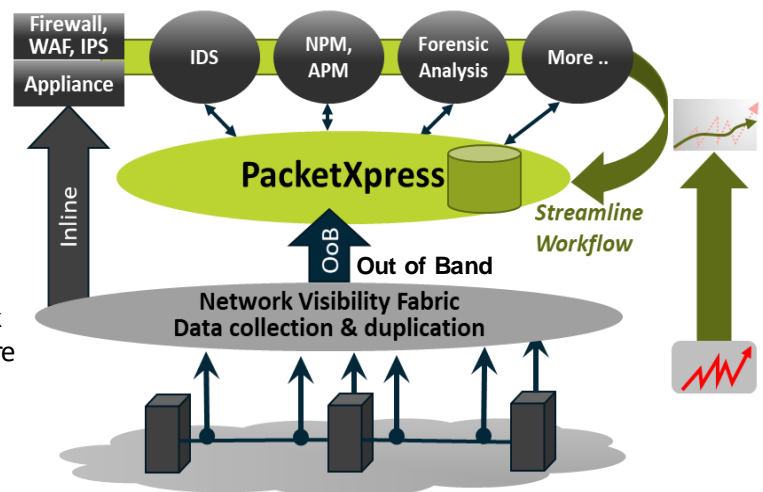 Firewall,
WAF, IPS
Appliance
IDS
NPM,
APM
Forensic
Analysis
More ..
PacketXpress
Streamline
Workflow
Inline
OoB
Out of Band
Network Visibility Fabric
Data collection & duplication